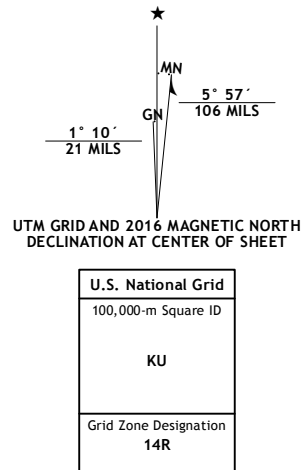 MN
GN
5° 57´
106 MILS
1° 10´
21 MILS
UTM GRID AND 2016 MAGNETIC NORTH
DECLINATION AT CENTER OF SHEET
U.S. National Grid
100,000-m Square ID
KU
Grid Zone Designation
14R